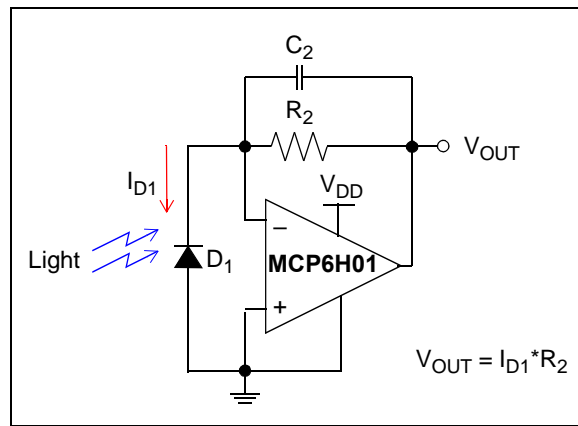 C2
R2
VOUT
ID1
VDD
–
MCP6H01
Light
D1
+
VOUT = ID1*R2